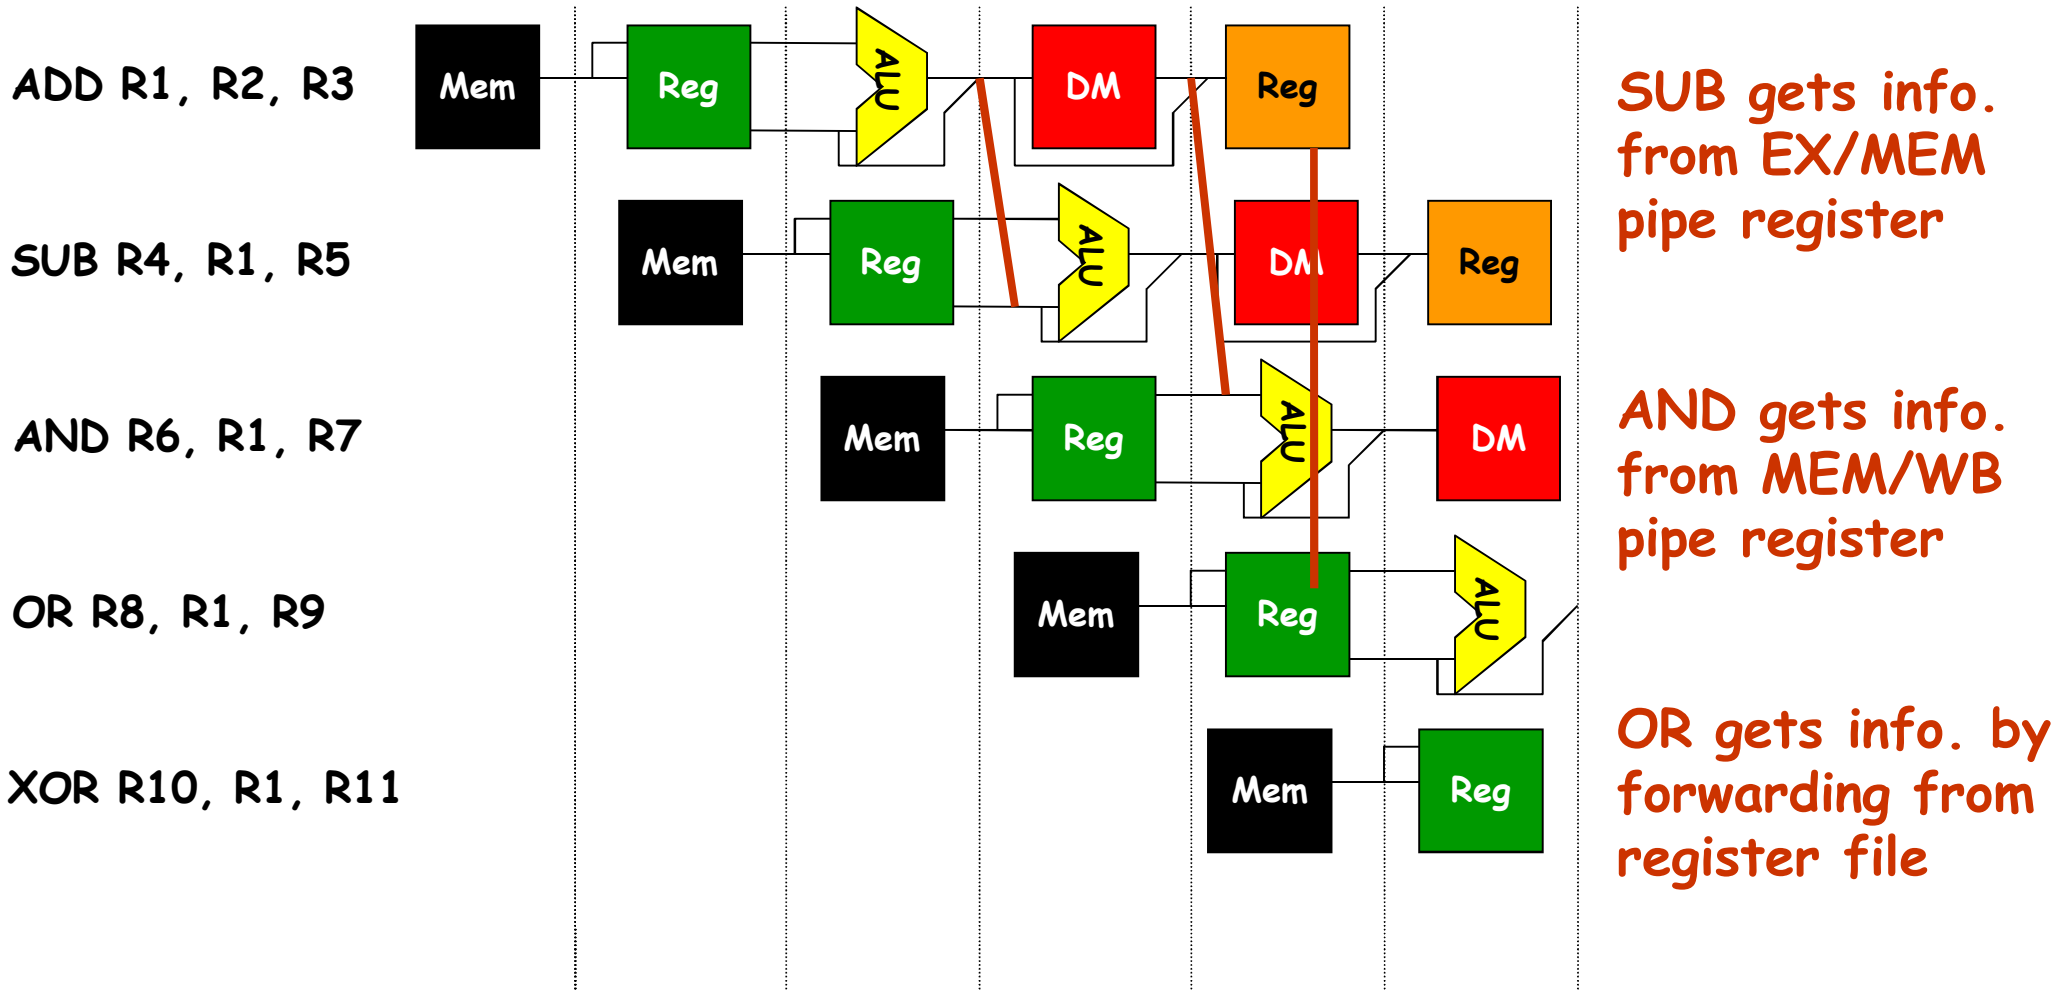 ADD R1, R2, R3
Mem
Reg
ALU
DM
Reg
SUB gets info.
from EX/MEM
pipe register
SUB R4, R1, R5
Mem
Reg
ALU
DM
Reg
AND R6, R1, R7
Mem
Reg
ALU
DM
AND gets info.
from MEM/WB
pipe register
OR R8, R1, R9
Mem
Reg
ALU
OR gets info. by
forwarding from
register file
XOR R10, R1, R11
Mem
Reg